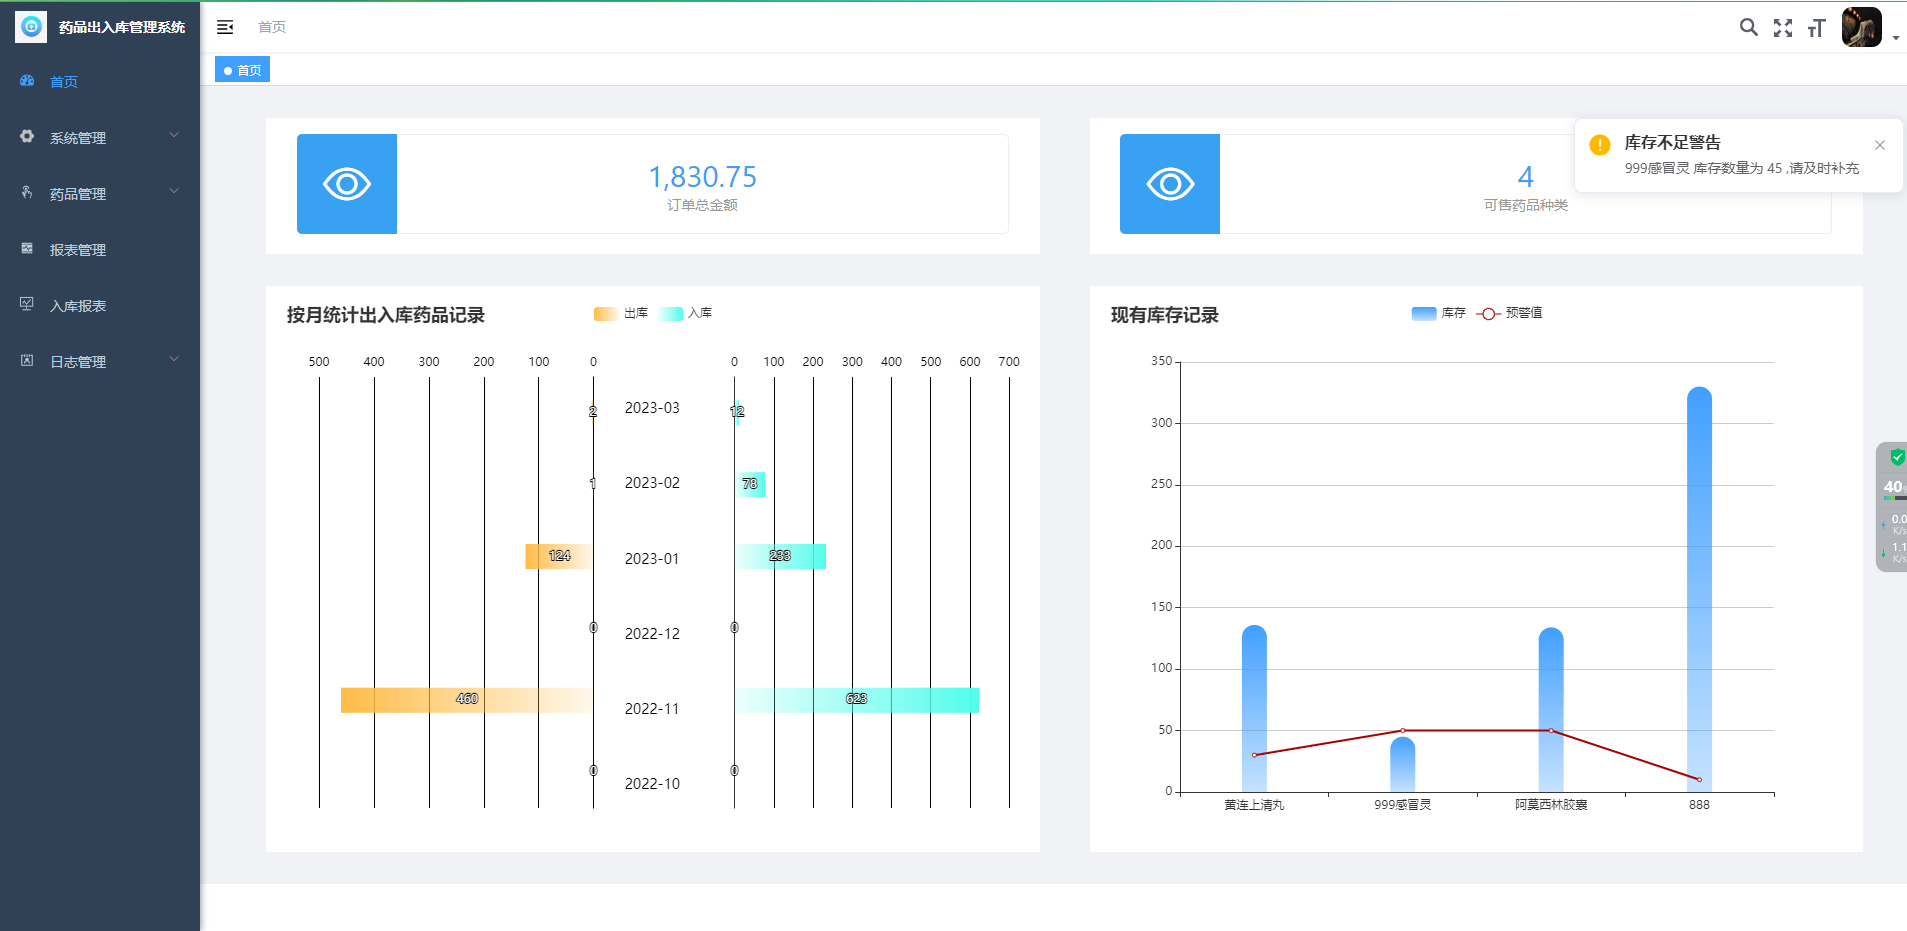 药品出入库管理系统
首页
系统管理
药品管理
报表管理
入库报表
日志管理
首页
首页
1,830.75
订单总金额
4
可售药品种类
库存不足警告
999感冒灵 库存数量为 45 ,请及时补充
按月统计出入库药品记录
出库 入库
500 400 300 200 100 0
0 100 200 300 400 500 600 700
2 2023-03 12
1 2023-02 78
124 2023-01 233
0 2022-12 0
460 2022-11 623
0 2022-10 0
现有库存记录
库存 预警值
350
300
250
200
150
100
50
0
黄连上清丸 999感冒灵 阿莫西林胶囊 888
40
0.0
K/s
1.1
K/s